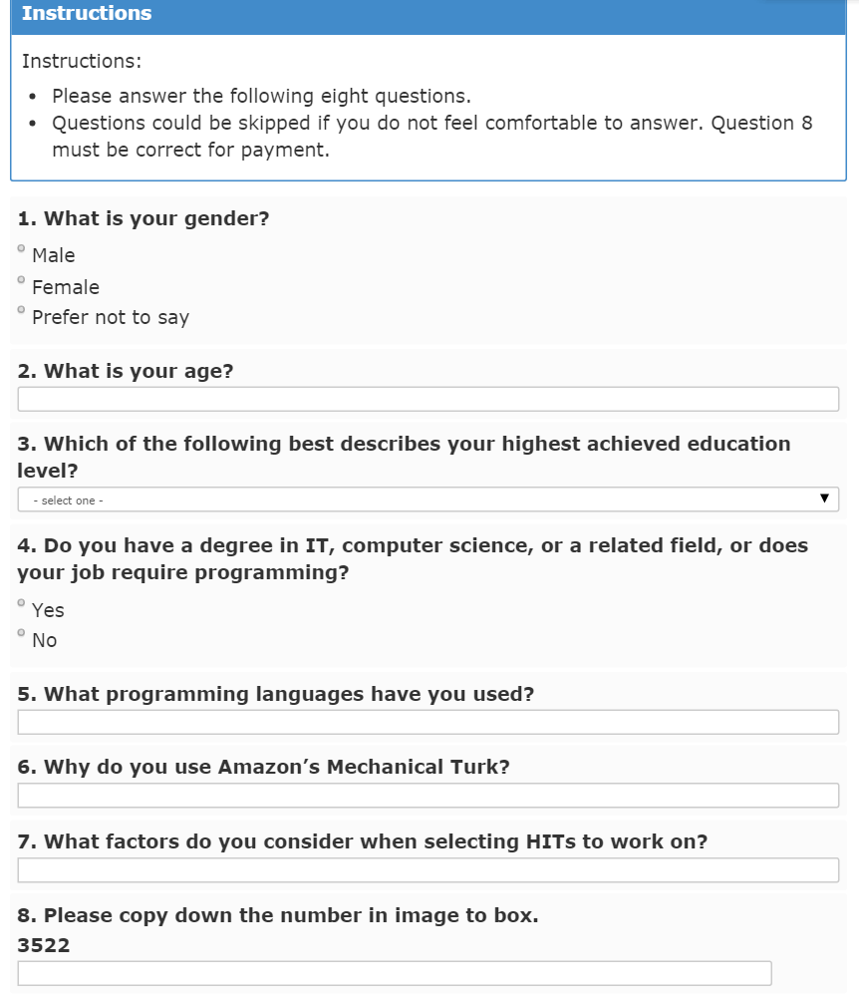 Instructions
Instructions:
• Please answer the following eight questions.
• Questions could be skipped if you do not feel comfortable to answer. Question 8
must be correct for payment.
1. What is your gender?
Male
Female
Prefer not to say
2. What is your age?
3. Which of the following best describes your highest achieved education
level?
- select one -
4. Do you have a degree in IT, computer science, or a related field, or does
your job require programming?
Yes
No
5. What programming languages have you used?
6. Why do you use Amazon’s Mechanical Turk?
7. What factors do you consider when selecting HITs to work on?
8. Please copy down the number in image to box.
3522